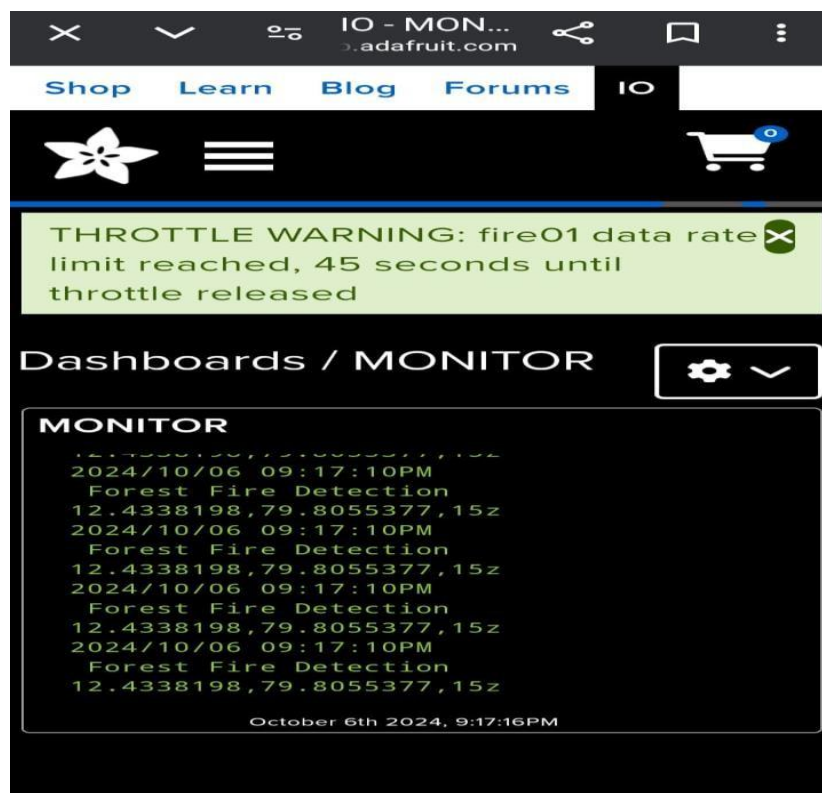 IO - MON...
o.adafruit.com
Shop Learn Blog Forums IO
0
THROTTLE WARNING: fire01 data rate
limit reached, 45 seconds until
throttle released
Dashboards / MONITOR
MONITOR
2024/10/06 09:17:10PM
Forest Fire Detection
12.4338198,79.8055377,15z
2024/10/06 09:17:10PM
Forest Fire Detection
12.4338198,79.8055377,15z
2024/10/06 09:17:10PM
Forest Fire Detection
12.4338198,79.8055377,15z
2024/10/06 09:17:10PM
Forest Fire Detection
12.4338198,79.8055377,15z
October 6th 2024, 9:17:16PM